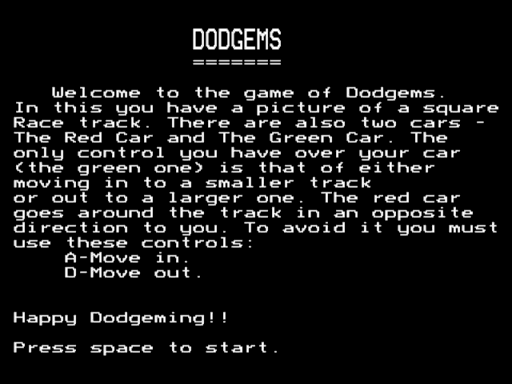 DODGEMS
=======
Welcome to the game of Dodgems.
In this you have a picture of a square
Race track. There are also two cars -
The Red Car and The Green Car. The
only control you have over your car
(the green one) is that of either
moving in to a smaller track
or out to a larger one. The red car
goes around the track in an opposite
direction to you. To avoid it you must
use these controls:
A-Move in.
D-Move out.
Happy Dodgeming!!
Press space to start.